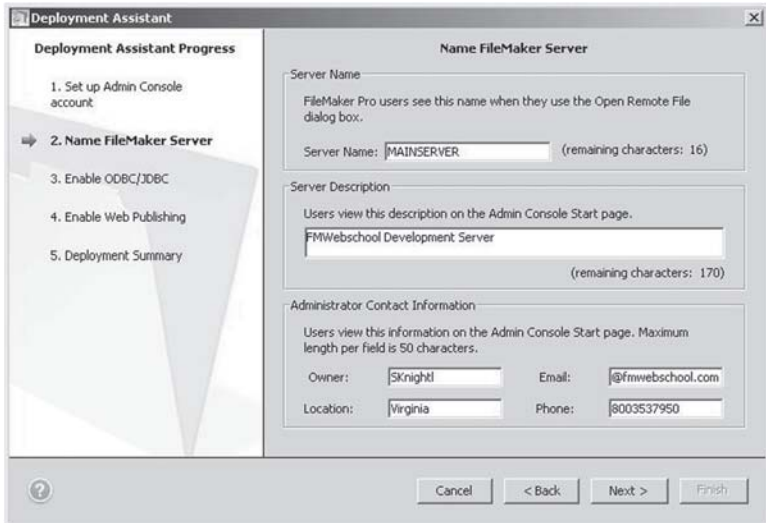 Deployment Assistant
Deployment Assistant Progress
1. Set up Admin Console
account
2. Name FileMaker Server
3. Enable ODBC/JDBC
4. Enable Web Publishing
5. Deployment Summary
Name FileMaker Server
Server Name
FileMaker Pro users see this name when they use the Open Remote File
dialog box.
Server Name: MAINSERVER (remaining characters: 16)
Server Description
Users view this description on the Admin Console Start page.
FMWebschool Development Server
(remaining characters: 170)
Administrator Contact Information
Users view this information on the Admin Console Start page. Maximum
length per field is 50 characters.
Owner: SKnightl Email: @fmwebschool.com
Location: Virginia Phone: 8003537950
? Cancel < Back Next > Finish